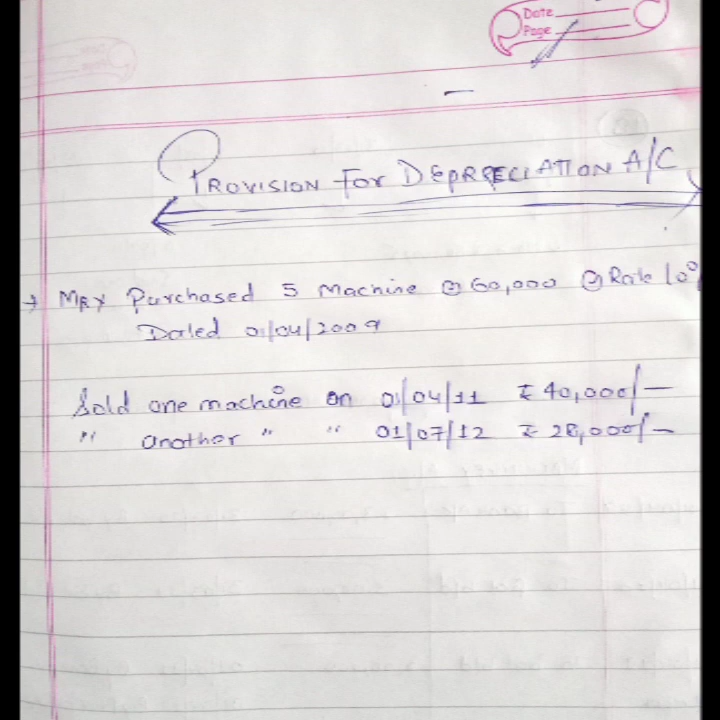 Date
Page
PROVISION For DEPRECIATION A/C
→ MRX Purchased 5 Machine @ 60,000 @ Rate 10%
Dated 01/04/2009
Sold one machine on 01/04/11 ₹ 40,000/—
" another " " 01/07/12 ₹ 28,000/—